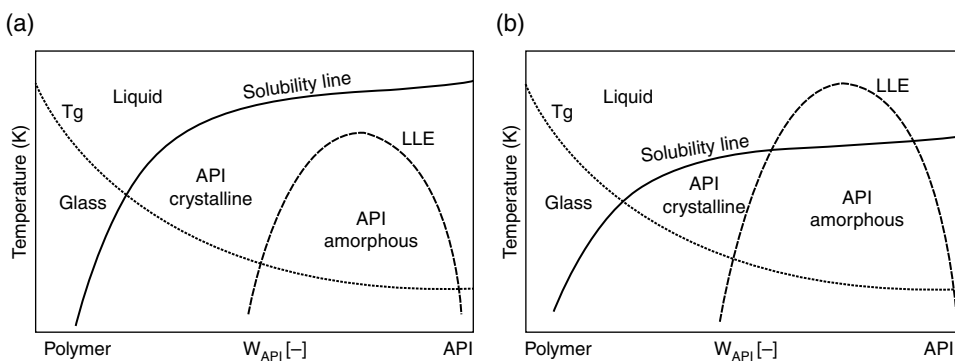 (a)
Temperature (K)
Tg
Liquid
Solubility line
LLE
Glass
API
crystalline
API
amorphous
Polymer
W_API [–]
API
(b)
Temperature (K)
Tg
Liquid
LLE
Solubility line
Glass
API
crystalline
API
amorphous
Polymer
W_API [–]
API